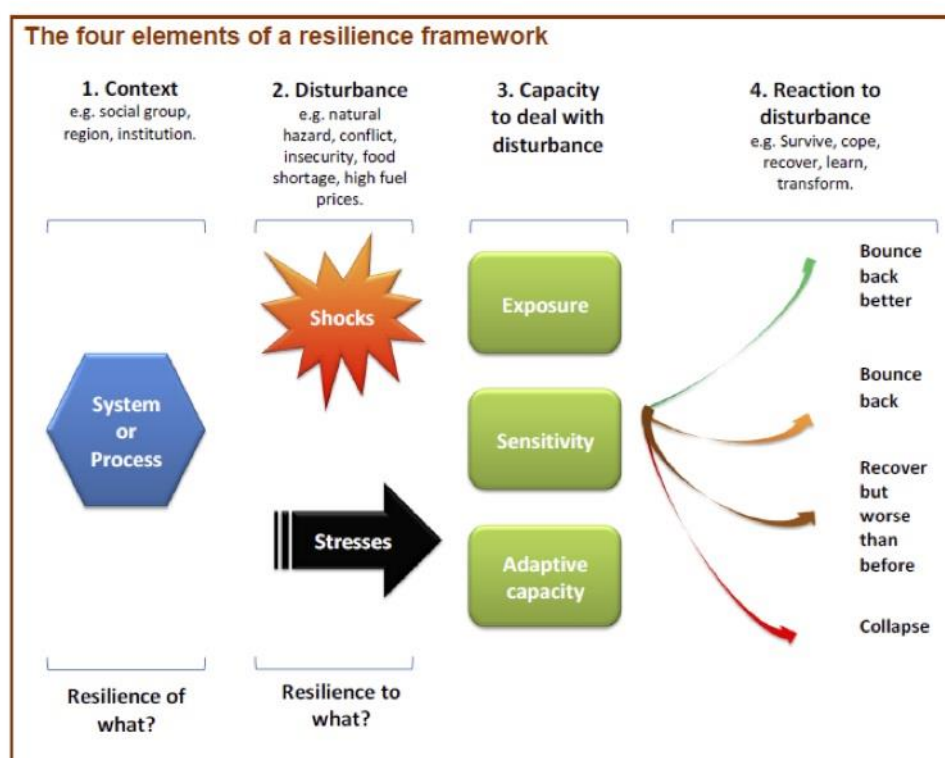 The four elements of a resilience framework
1. Context
e.g. social group,
region, institution.
2. Disturbance
e.g. natural
hazard, conflict,
insecurity, food
shortage, high fuel
prices.
3. Capacity
to deal with
disturbance
4. Reaction to
disturbance
e.g. Survive, cope,
recover, learn,
transform.
System
or
Process
Shocks
Stresses
Exposure
Sensitivity
Adaptive
capacity
Bounce
back
better
Bounce
back
Recover
but
worse
than
before
Collapse
Resilience of
what?
Resilience to
what?